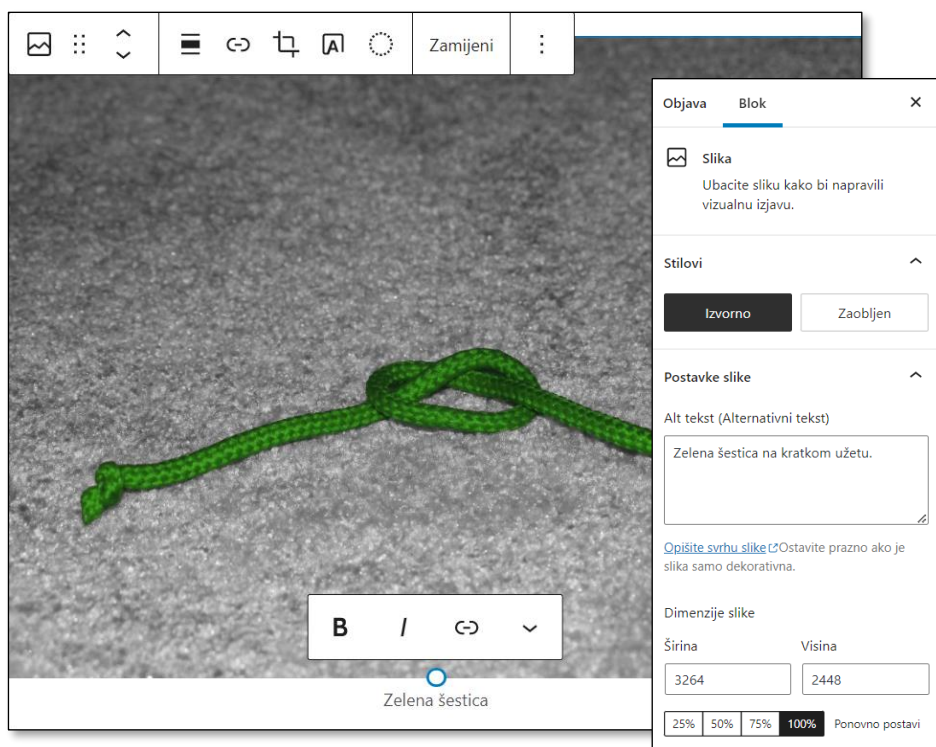 Zamijeni
Objava
Blok
Slika
Ubacite sliku kako bi napravili
vizualnu izjavu.
Stilovi
Izvorno
Zaobljen
Postavke slike
Alt tekst (Alternativni tekst)
Zelena šestica na kratkom užetu.
Opišite svrhu slike Ostavite prazno ako je
slika samo dekorativna.
Dimenzije slike
Širina
Visina
3264
2448
25% 50% 75% 100% Ponovno postavi
A
B I
Zelena šestica